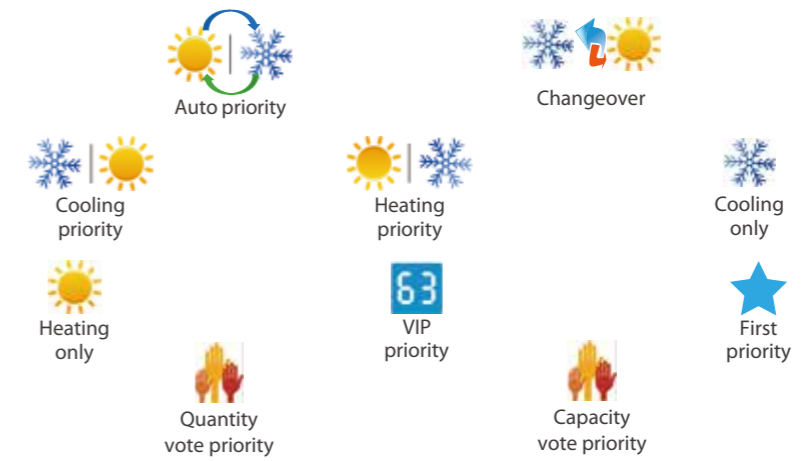 Auto priority
Changeover
Cooling
priority
Heating
priority
Cooling
only
Heating
only
63
VIP
priority
First
priority
Quantity
vote priority
Capacity
vote priority